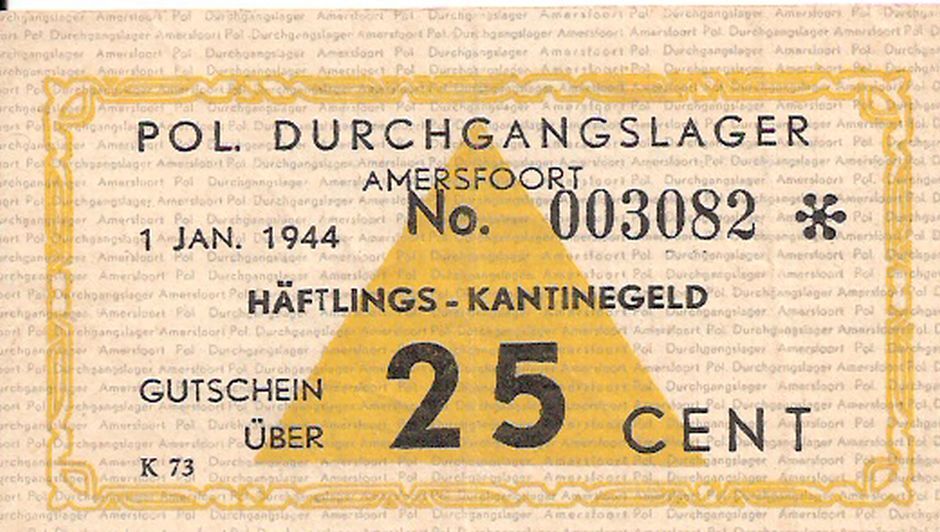 POL. DURCHGANGSLAGER
AMERSFOORT
No. 003082 *
1 JAN. 1944
HÄFTLINGS - KANTINEGELD
GUTSCHEIN
ÜBER
25 CENT
K 73